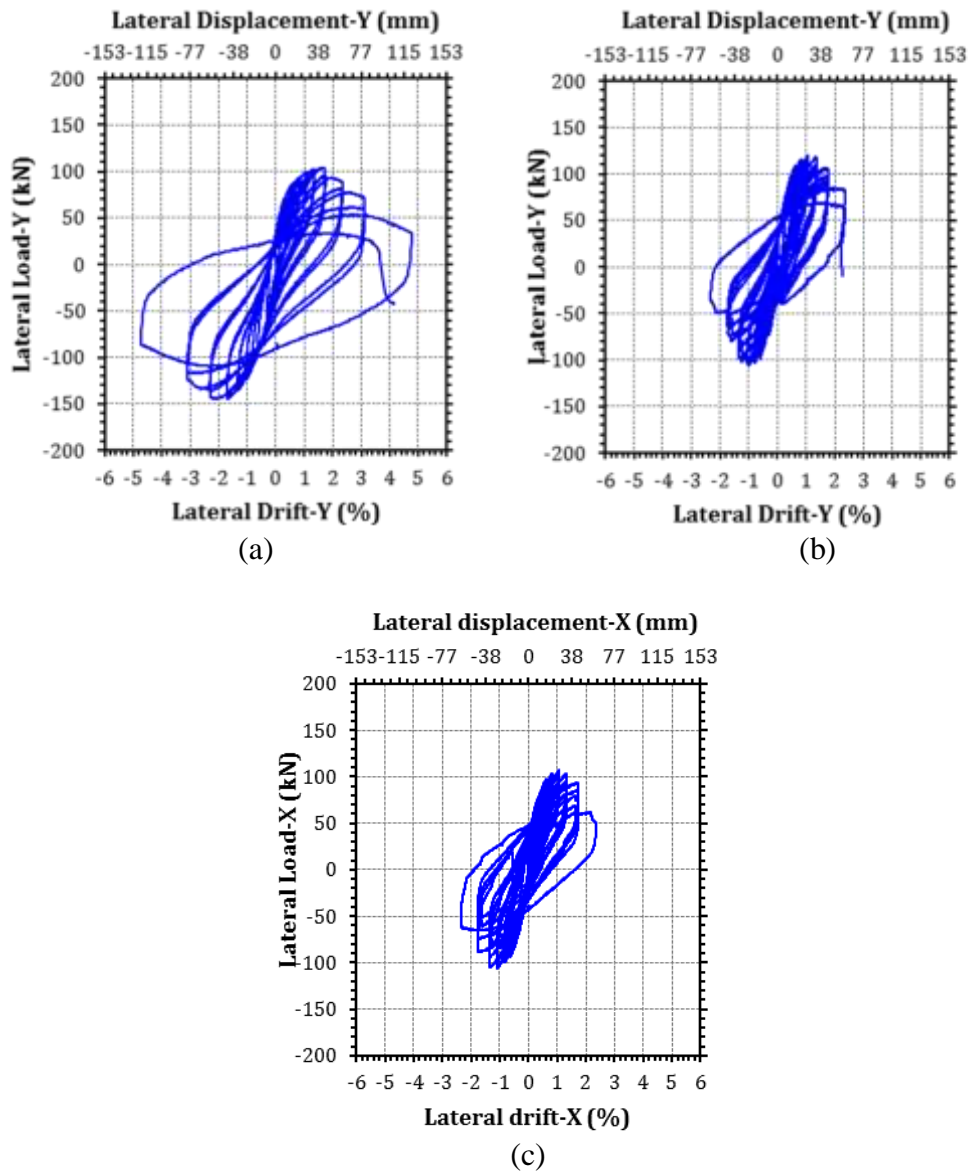 Lateral Displacement-Y (mm)
-153-115 -77 -38 0 38 77 115 153
200
150
100
50
0
-50
-100
-150
-200
Lateral Load-Y (kN)
-6 -5 -4 -3 -2 -1 0 1 2 3 4 5 6
Lateral Drift-Y (%)
(a)
Lateral Displacement-Y (mm)
-153-115 -77 -38 0 38 77 115 153
200
150
100
50
0
-50
-100
-150
-200
Lateral Load-Y (kN)
-6 -5 -4 -3 -2 -1 0 1 2 3 4 5 6
Lateral Drift-Y (%)
(b)
Lateral displacement-X (mm)
-153-115 -77 -38 0 38 77 115 153
200
150
100
50
0
-50
-100
-150
-200
Lateral Load-X (kN)
-6 -5 -4 -3 -2 -1 0 1 2 3 4 5 6
Lateral drift-X (%)
(c)